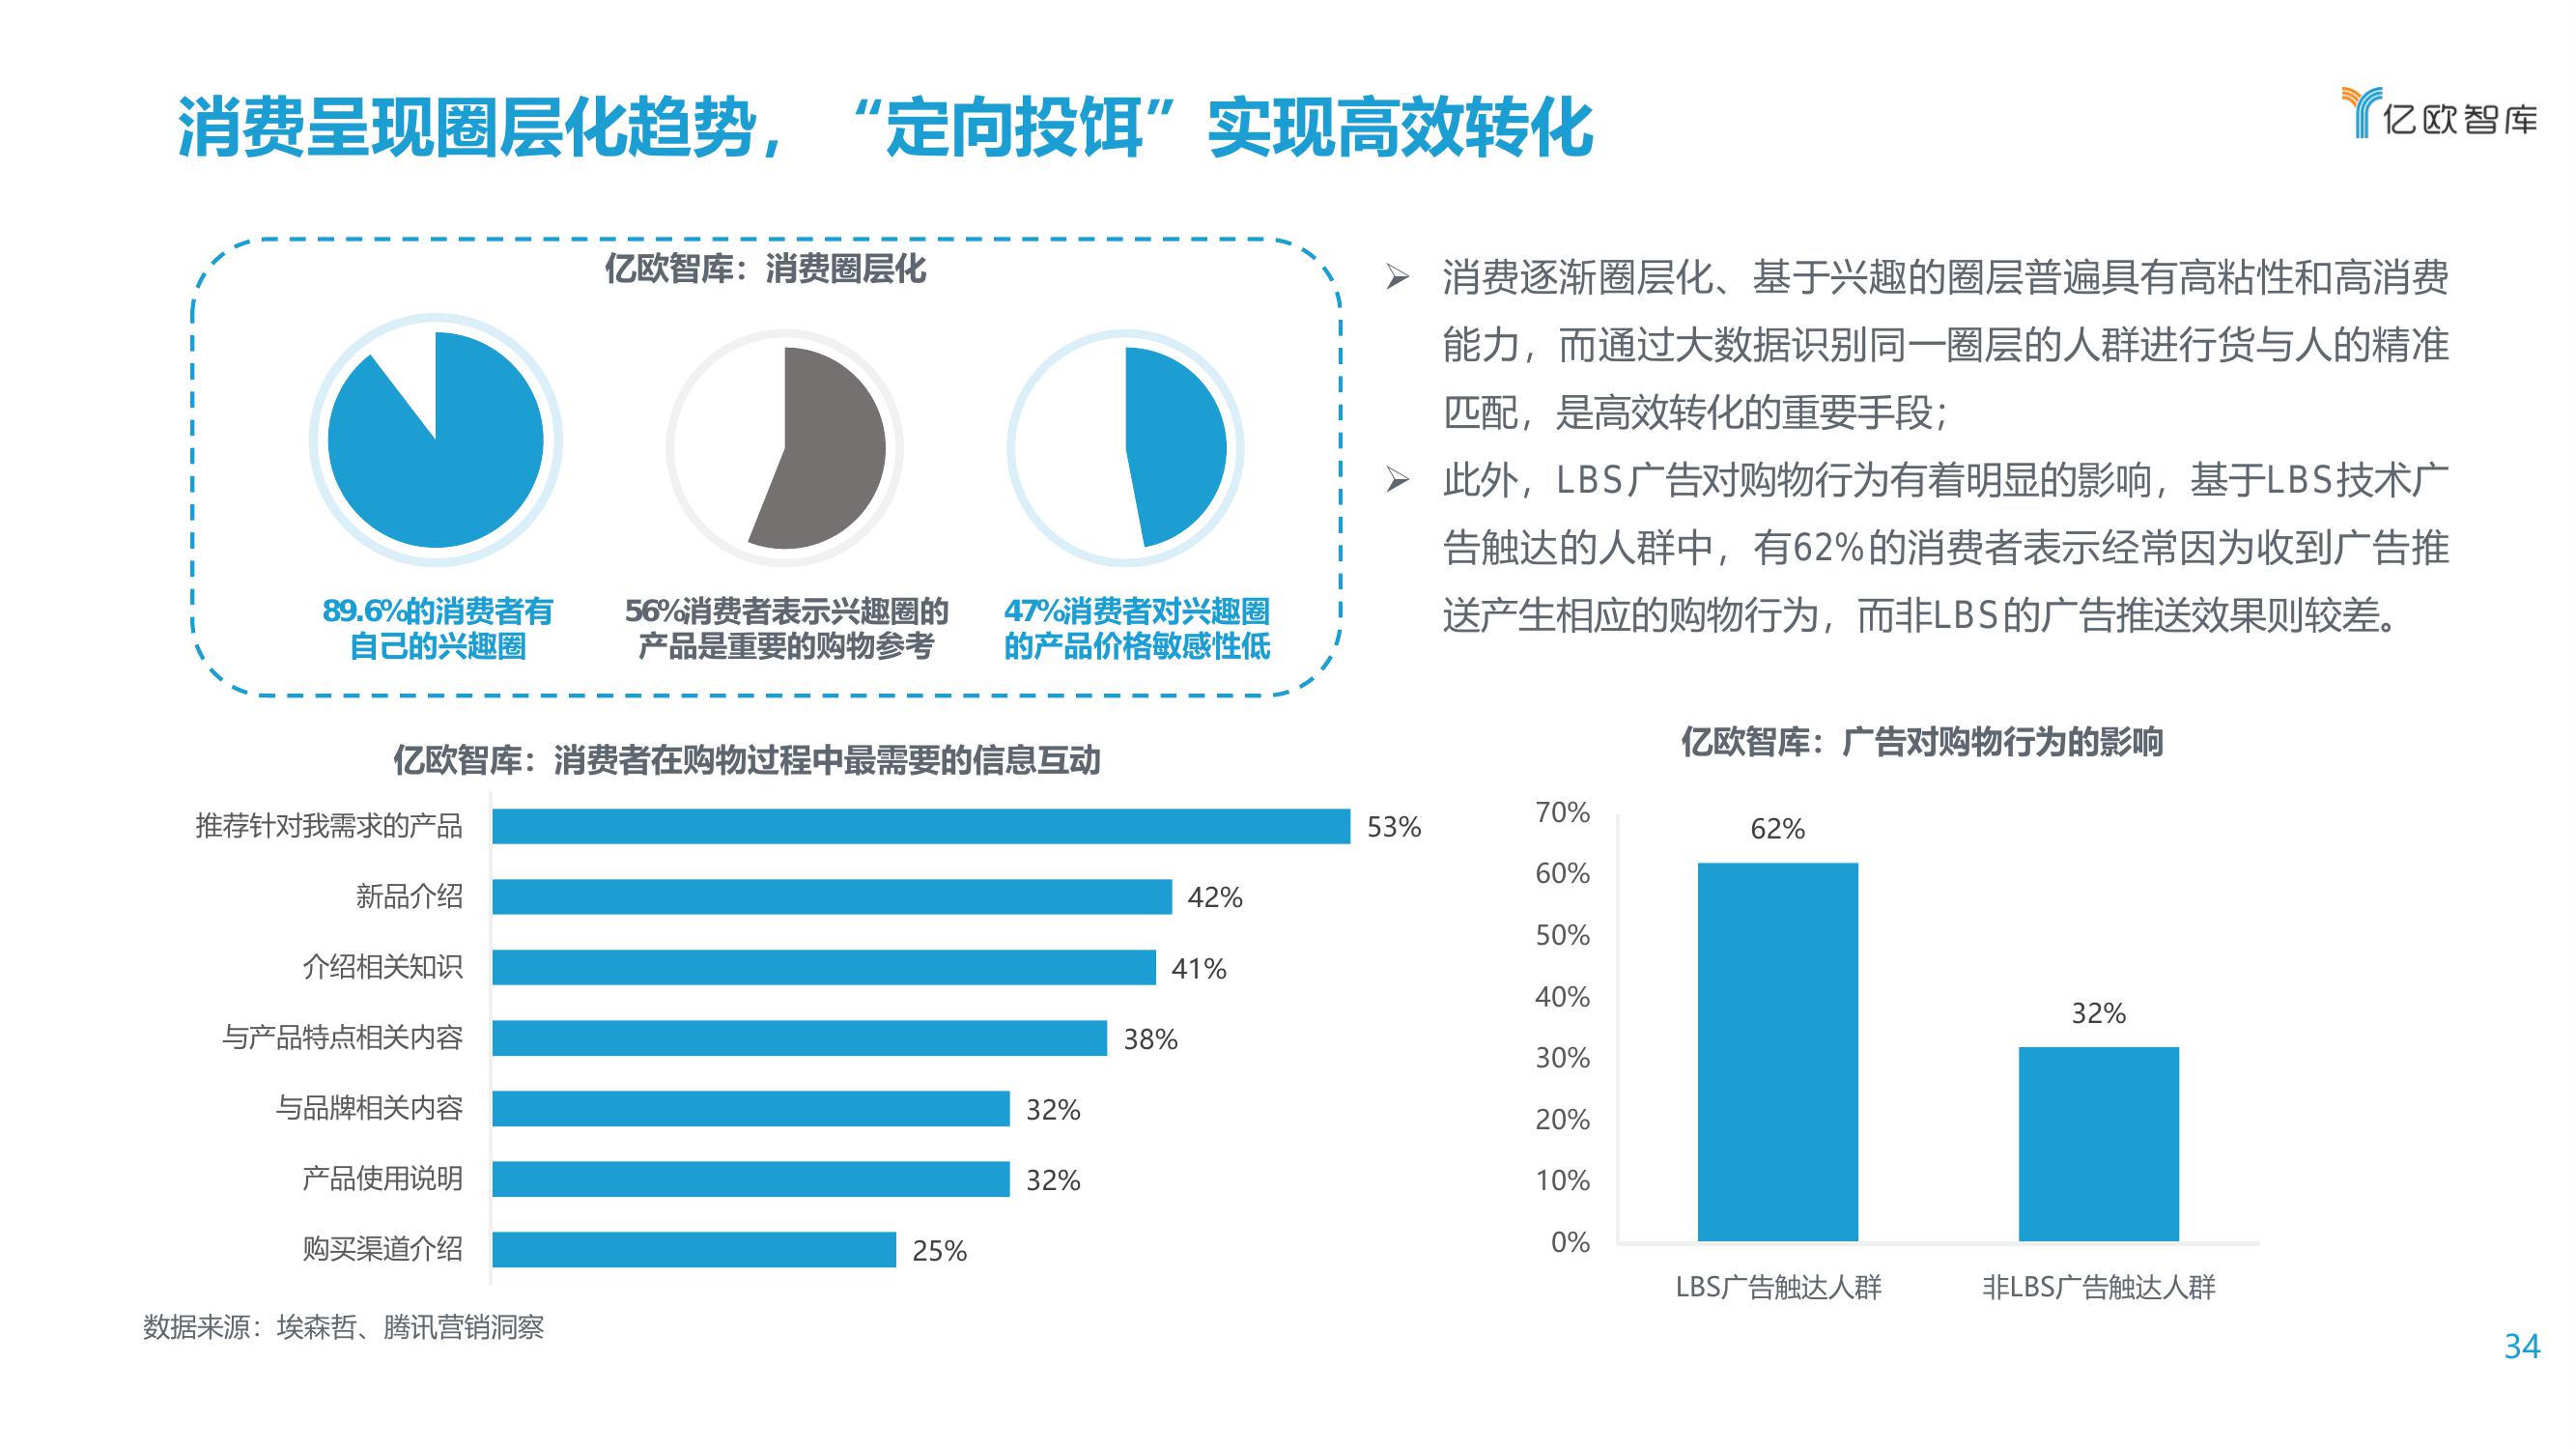 消费呈现圈层化趋势，“定向投饵”实现高效转化
亿欧智库
亿欧智库：消费圈层化
89.6%的消费者有
自己的兴趣圈
56%消费者表示兴趣圈的
产品是重要的购物参考
47%消费者对兴趣圈
的产品价格敏感性低
➢ 消费逐渐圈层化、基于兴趣的圈层普遍具有高粘性和高消费
能力，而通过大数据识别同一圈层的人群进行货与人的精准
匹配，是高效转化的重要手段；
➢ 此外，LBS广告对购物行为有着明显的影响，基于LBS技术广
告触达的人群中，有62%的消费者表示经常因为收到广告推
送产生相应的购物行为，而非LBS的广告推送效果则较差。
亿欧智库：消费者在购物过程中最需要的信息互动
推荐针对我需求的产品 53%
新品介绍 42%
介绍相关知识 41%
与产品特点相关内容 38%
与品牌相关内容 32%
产品使用说明 32%
购买渠道介绍 25%
亿欧智库：广告对购物行为的影响
70%
60%
50%
40%
30%
20%
10%
0%
62%
32%
LBS广告触达人群 非LBS广告触达人群
数据来源：埃森哲、腾讯营销洞察
34